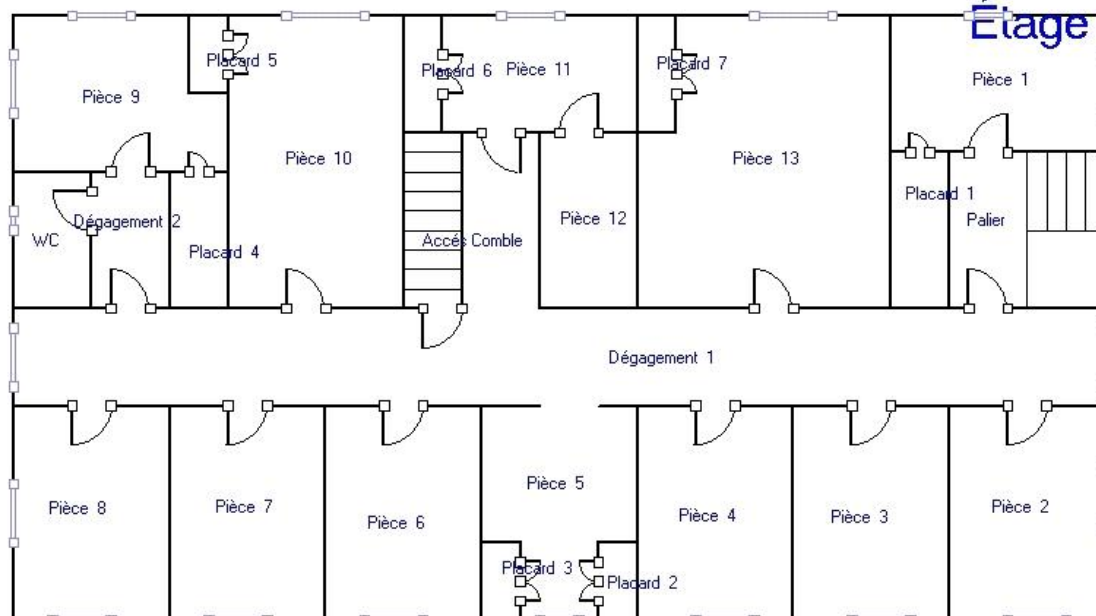 Étage
Placard 5
Placard 6
Pièce 11
Placard 7
Pièce 1
Pièce 9
Pièce 10
Pièce 13
Placard 1
Pièce 12
Palier
Dégagement 2
WC
Placard 4
Accés Comble
Dégagement 1
Pièce 5
Pièce 8
Pièce 7
Pièce 6
Pièce 4
Pièce 3
Pièce 2
Placard 3
Placard 2